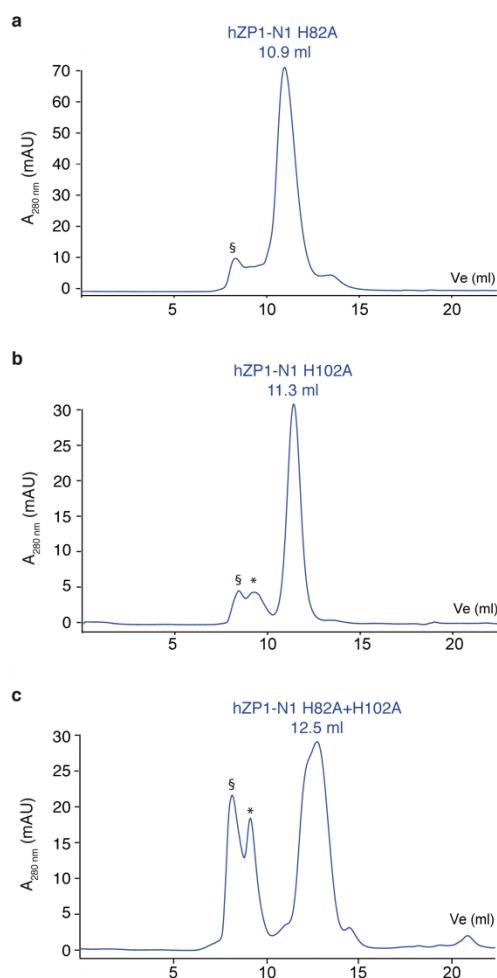 a
hZP1-N1 H82A
10.9 ml
70
60
50
40
30
20
10
0
A280 nm (mAU)
§
Ve (ml)
5
10
15
20
b
hZP1-N1 H102A
11.3 ml
30
25
20
15
10
5
0
A280 nm (mAU)
§
*
Ve (ml)
5
10
15
20
c
hZP1-N1 H82A+H102A
12.5 ml
30
25
20
15
10
5
0
A280 nm (mAU)
§
*
Ve (ml)
5
10
15
20